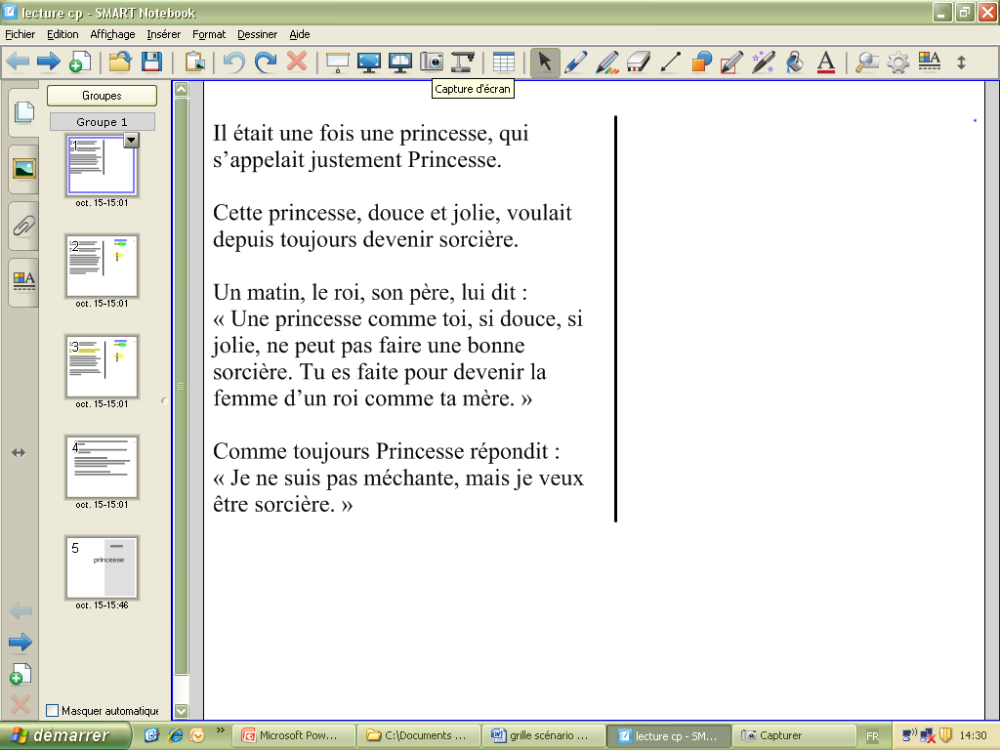 lecture cp - SMART Notebook
Fichier Edition Affichage Insérer Format Dessiner Aide
Capture d'écran
Groupes
Groupe 1
1
oct. 15-15:01
2
oct. 15-15:01
3
oct. 15-15:01
4
oct. 15-15:01
5
princesse
oct. 15-15:46
Masquer automatique
Il était une fois une princesse, qui
s’appelait justement Princesse.
Cette princesse, douce et jolie, voulait
depuis toujours devenir sorcière.
Un matin, le roi, son père, lui dit :
« Une princesse comme toi, si douce, si
jolie, ne peut pas faire une bonne
sorcière. Tu es faite pour devenir la
femme d’un roi comme ta mère. »
Comme toujours Princesse répondit :
« Je ne suis pas méchante, mais je veux
être sorcière. »
démarrer » Microsoft Pow... C:\Documents ... grille scénario ... lecture cp - SM... Capturer FR 14:30